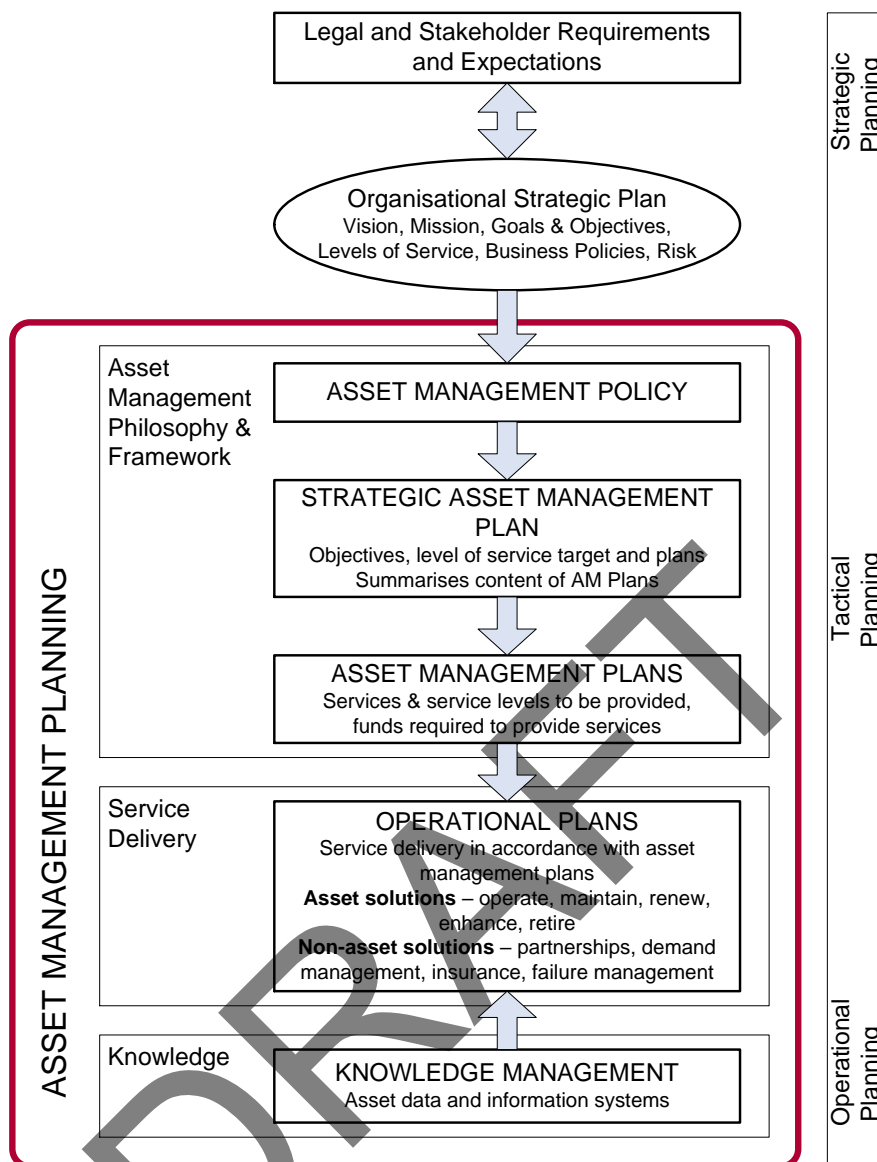 Legal and Stakeholder Requirements
and Expectations
Strategic
Planning
Organisational Strategic Plan
Vision, Mission, Goals & Objectives,
Levels of Service, Business Policies, Risk
ASSET MANAGEMENT PLANNING
Asset
Management
Philosophy &
Framework
ASSET MANAGEMENT POLICY
STRATEGIC ASSET MANAGEMENT
PLAN
Objectives, level of service target and plans
Summarises content of AM Plans
Tactical
Planning
ASSET MANAGEMENT PLANS
Services & service levels to be provided,
funds required to provide services
Service
Delivery
OPERATIONAL PLANS
Service delivery in accordance with asset
management plans
Asset solutions – operate, maintain, renew,
enhance, retire
Non-asset solutions – partnerships, demand
management, insurance, failure management
Knowledge
KNOWLEDGE MANAGEMENT
Asset data and information systems
Operational
Planning
DRAFT